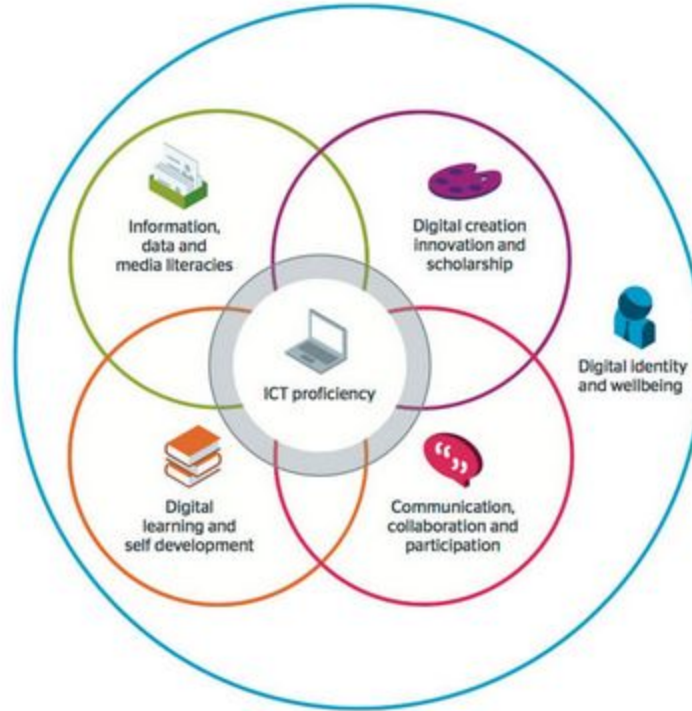 Information,
data and
media literacies
Digital creation
innovation and
scholarship
Digital identity
and wellbeing
ICT proficiency
Digital
learning and
self development
Communication,
collaboration and
participation